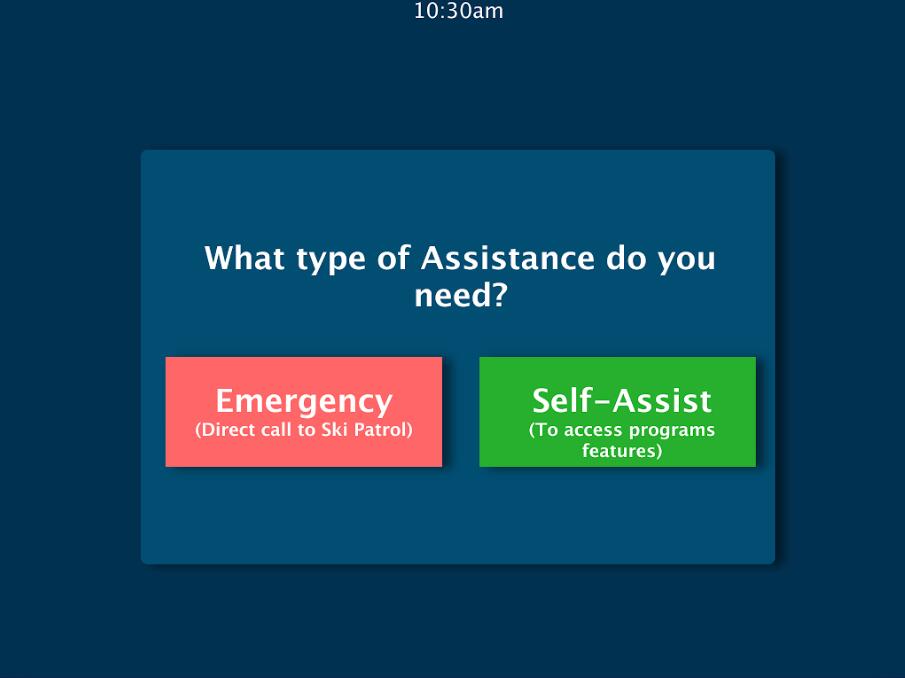 10:30am
What type of Assistance do you
need?
Emergency
(Direct call to Ski Patrol)
Self-Assist
(To access programs
features)